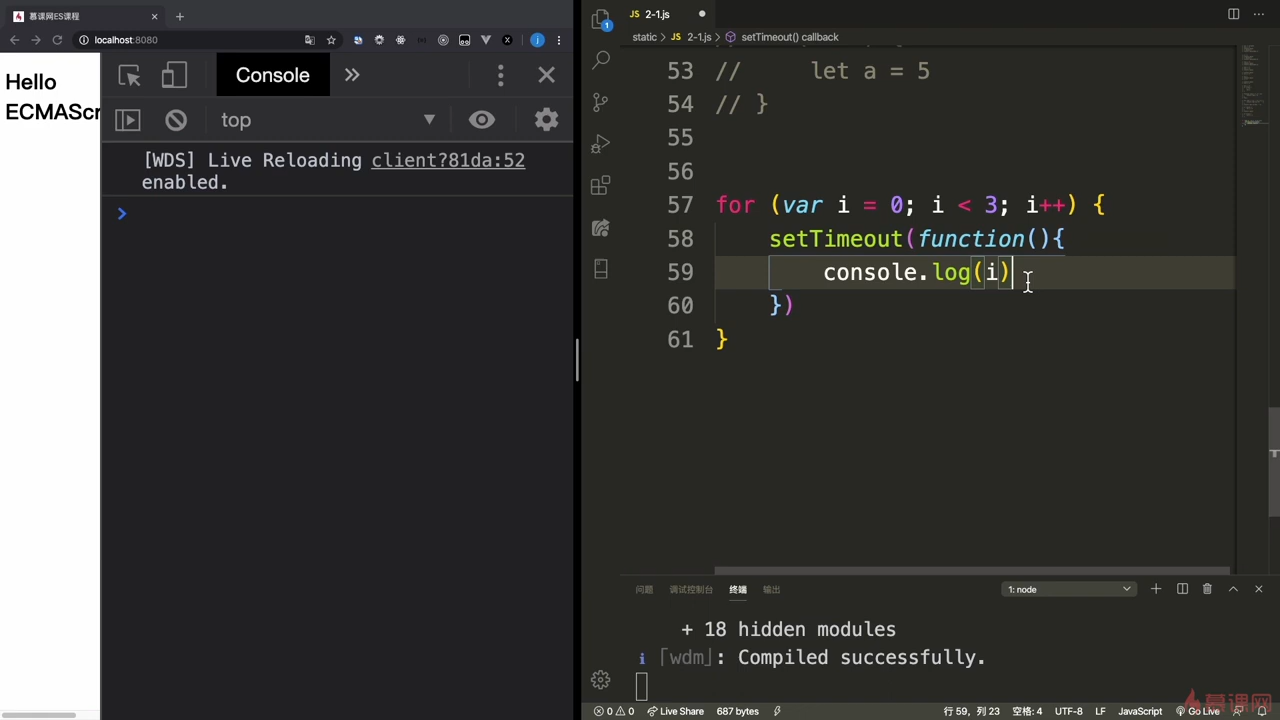 慕课网ES课程
localhost:8080
Hello
ECMAScr
Console
top
[WDS] Live Reloading client?81da:52
enabled.
2-1.js
static > JS 2-1.js > setTimeout() callback
53 // let a = 5
54 // }
55
56
57 for (var i = 0; i < 3; i++) {
58 setTimeout(function(){
59 console.log(i)
60 })
61 }
问题 调试控制台 终端 输出 1: node
+ 18 hidden modules
ℹ ｢wdm｣: Compiled successfully.
0 0 Live Share 687 bytes 行 59, 列 23 空格: 4 UTF-8 LF JavaScript Go Live
慕课网